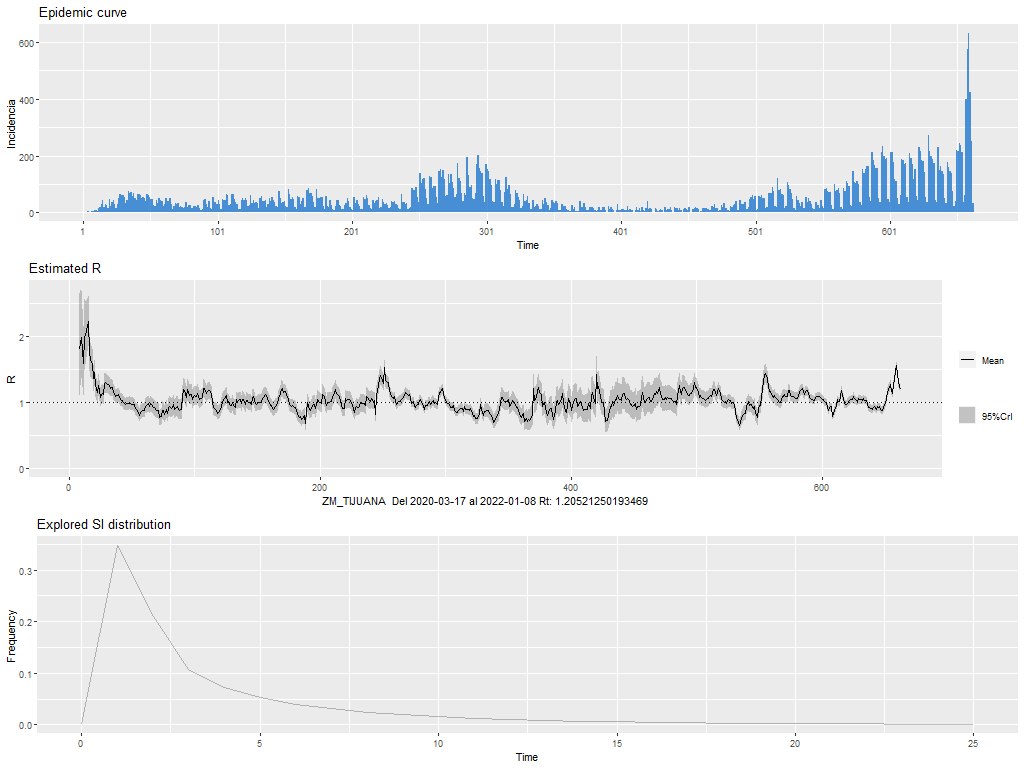 Epidemic curve
600
400
200
0
Incidencia
1
101
201
301
401
501
601
Time
Estimated R
2
1
0
R
Mean
95%CrI
0
200
400
600
ZM_TIJUANA Del 2020-03-17 al 2022-01-08 Rt: 1.20521250193469
Explored SI distribution
0.3
0.2
0.1
0.0
Frequency
0
5
10
15
20
25
Time